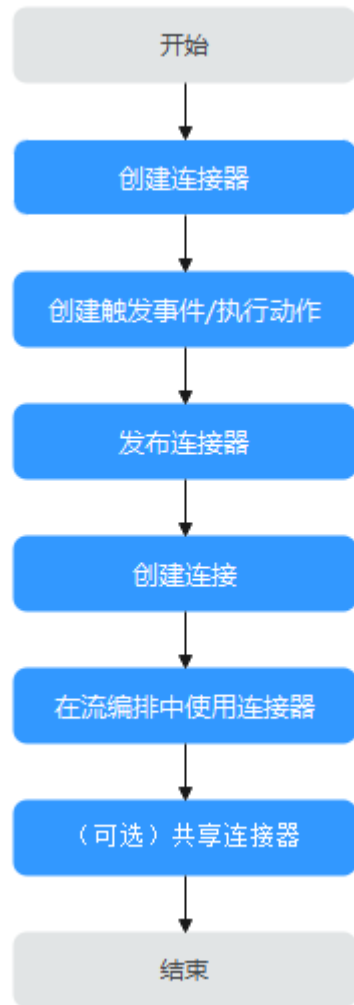 开始
创建连接器
创建触发事件/执行动作
发布连接器
创建连接
在流编排中使用连接器
（可选）共享连接器
结束